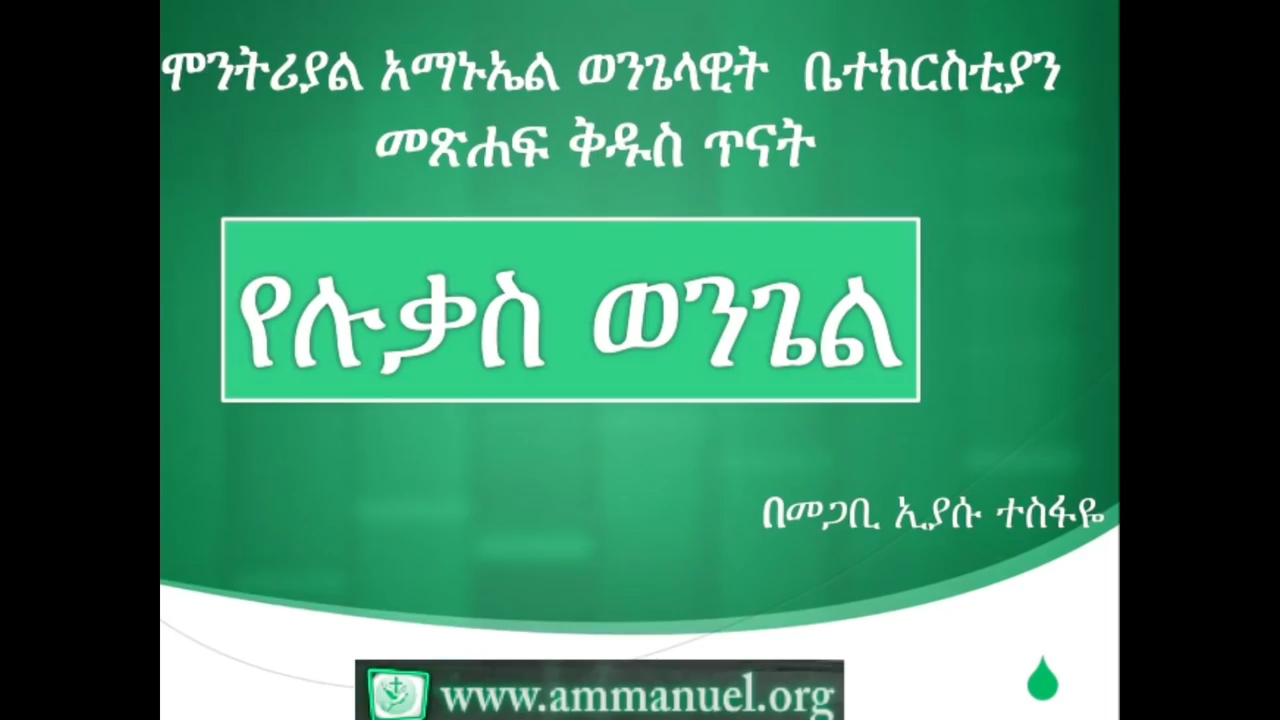 ሞንትሪያል አማኑኤል ወንጌላዊት ቤተክርስቲያን
መጽሐፍ ቅዱስ ጥናት
የሉቃስ ወንጌል
በመጋቢ ኢያሱ ተስፋዬ
www.ammanuel.org